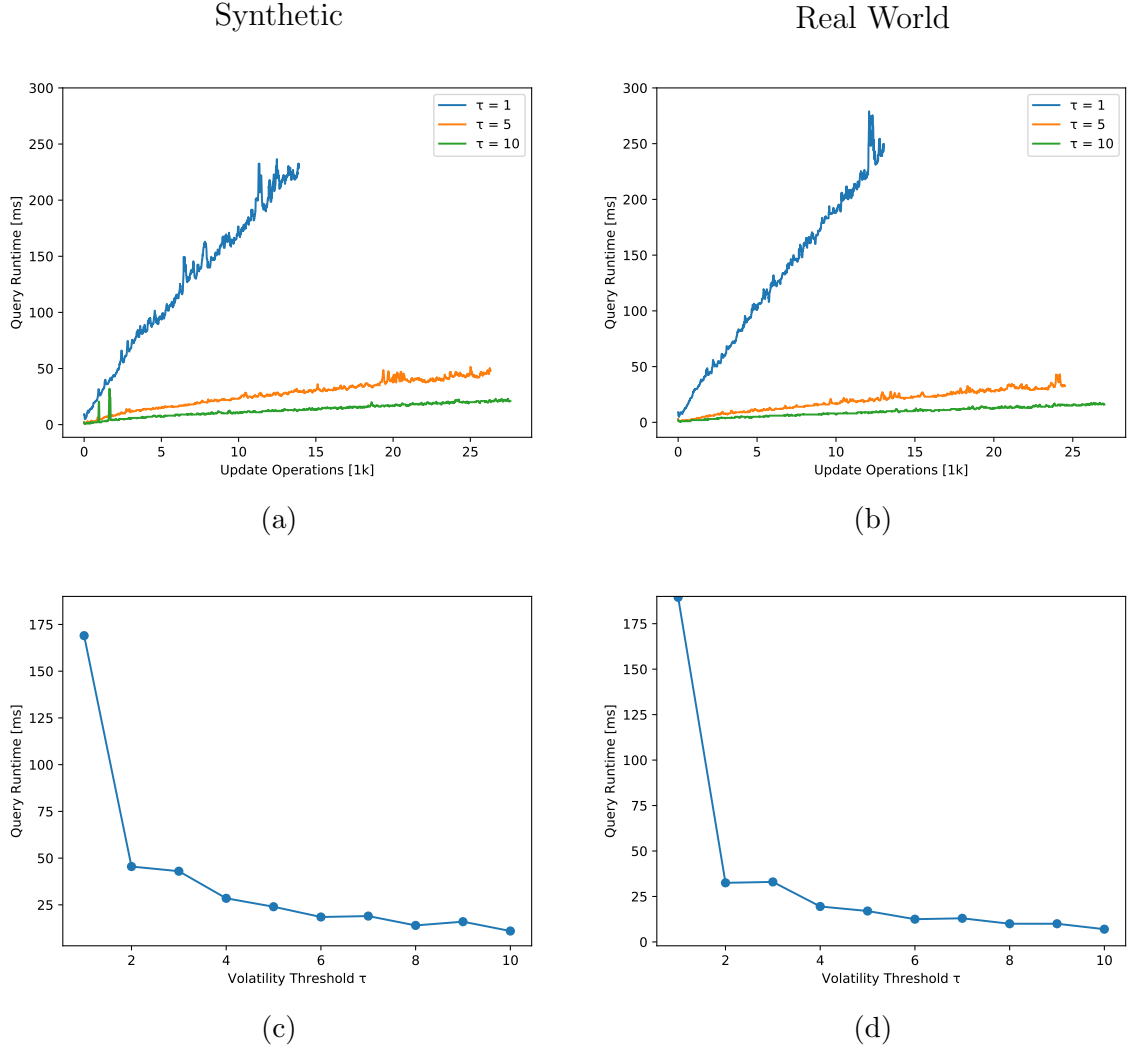 Synthetic
Real World
300
250
200
150
100
50
0
0 5 10 15 20 25
Query Runtime [ms]
Update Operations [1k]
τ = 1
τ = 5
τ = 10
(a)
300
250
200
150
100
50
0
0 5 10 15 20 25
Query Runtime [ms]
Update Operations [1k]
τ = 1
τ = 5
τ = 10
(b)
175
150
125
100
75
50
25
2 4 6 8 10
Query Runtime [ms]
Volatility Threshold τ
(c)
175
150
125
100
75
50
25
0
2 4 6 8 10
Query Runtime [ms]
Volatility Threshold τ
(d)